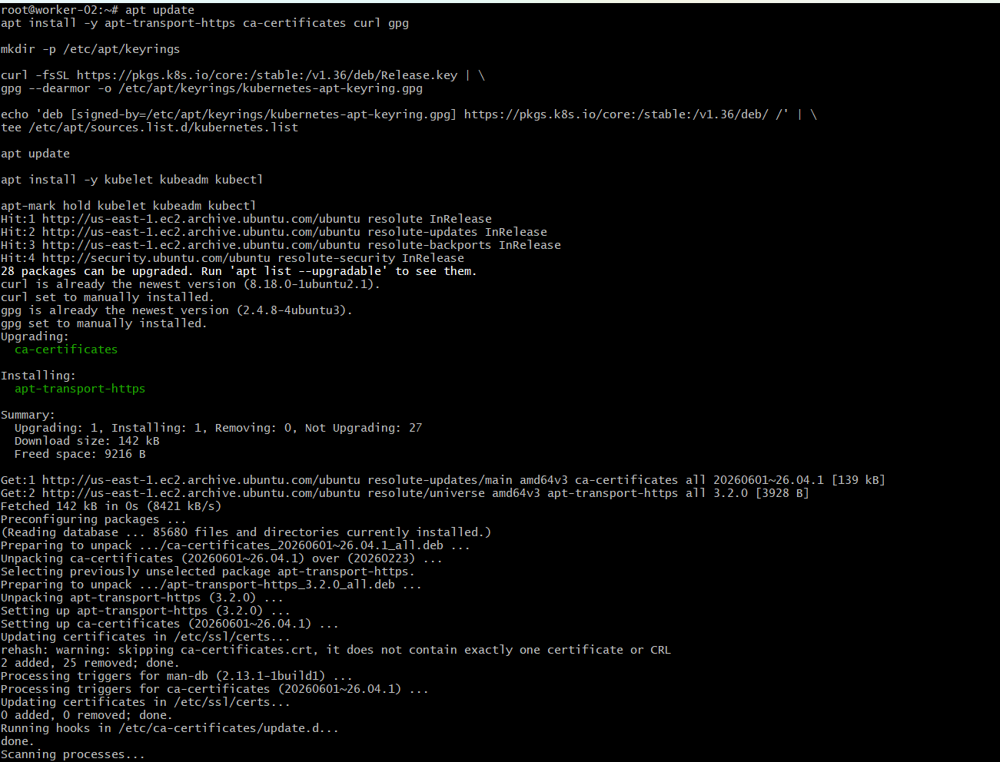 root@worker-02:~# apt update
apt install -y apt-transport-https ca-certificates curl gpg
mkdir -p /etc/apt/keyrings
curl -fsSL https://pkgs.k8s.io/core:/stable:/v1.36/deb/Release.key | \
gpg --dearmor -o /etc/apt/keyrings/kubernetes-apt-keyring.gpg
echo 'deb [signed-by=/etc/apt/keyrings/kubernetes-apt-keyring.gpg] https://pkgs.k8s.io/core:/stable:/v1.36/deb/ /' | \
tee /etc/apt/sources.list.d/kubernetes.list
apt update
apt install -y kubelet kubeadm kubectl
apt-mark hold kubelet kubeadm kubectl
Hit:1 http://us-east-1.ec2.archive.ubuntu.com/ubuntu resolute InRelease
Hit:2 http://us-east-1.ec2.archive.ubuntu.com/ubuntu resolute-updates InRelease
Hit:3 http://us-east-1.ec2.archive.ubuntu.com/ubuntu resolute-backports InRelease
Hit:4 http://security.ubuntu.com/ubuntu resolute-security InRelease
28 packages can be upgraded. Run 'apt list --upgradable' to see them.
curl is already the newest version (8.18.0-1ubuntu2.1).
curl set to manually installed.
gpg is already the newest version (2.4.8-4ubuntu3).
gpg set to manually installed.
Upgrading:
  ca-certificates
Installing:
  apt-transport-https
Summary:
  Upgrading: 1, Installing: 1, Removing: 0, Not Upgrading: 27
  Download size: 142 kB
  Freed space: 9216 B
Get:1 http://us-east-1.ec2.archive.ubuntu.com/ubuntu resolute-updates/main amd64v3 ca-certificates all 20260601~26.04.1 [139 kB]
Get:2 http://us-east-1.ec2.archive.ubuntu.com/ubuntu resolute/universe amd64v3 apt-transport-https all 3.2.0 [3928 B]
Fetched 142 kB in 0s (8421 kB/s)
Preconfiguring packages ...
(Reading database ... 85680 files and directories currently installed.)
Preparing to unpack .../ca-certificates_20260601~26.04.1_all.deb ...
Unpacking ca-certificates (20260601~26.04.1) over (20260223) ...
Selecting previously unselected package apt-transport-https.
Preparing to unpack .../apt-transport-https_3.2.0_all.deb ...
Unpacking apt-transport-https (3.2.0) ...
Setting up apt-transport-https (3.2.0) ...
Setting up ca-certificates (20260601~26.04.1) ...
Updating certificates in /etc/ssl/certs...
rehash: warning: skipping ca-certificates.crt, it does not contain exactly one certificate or CRL
2 added, 25 removed; done.
Processing triggers for man-db (2.13.1-1build1) ...
Processing triggers for ca-certificates (20260601~26.04.1) ...
Updating certificates in /etc/ssl/certs...
0 added, 0 removed; done.
Running hooks in /etc/ca-certificates/update.d...
done.
Scanning processes...